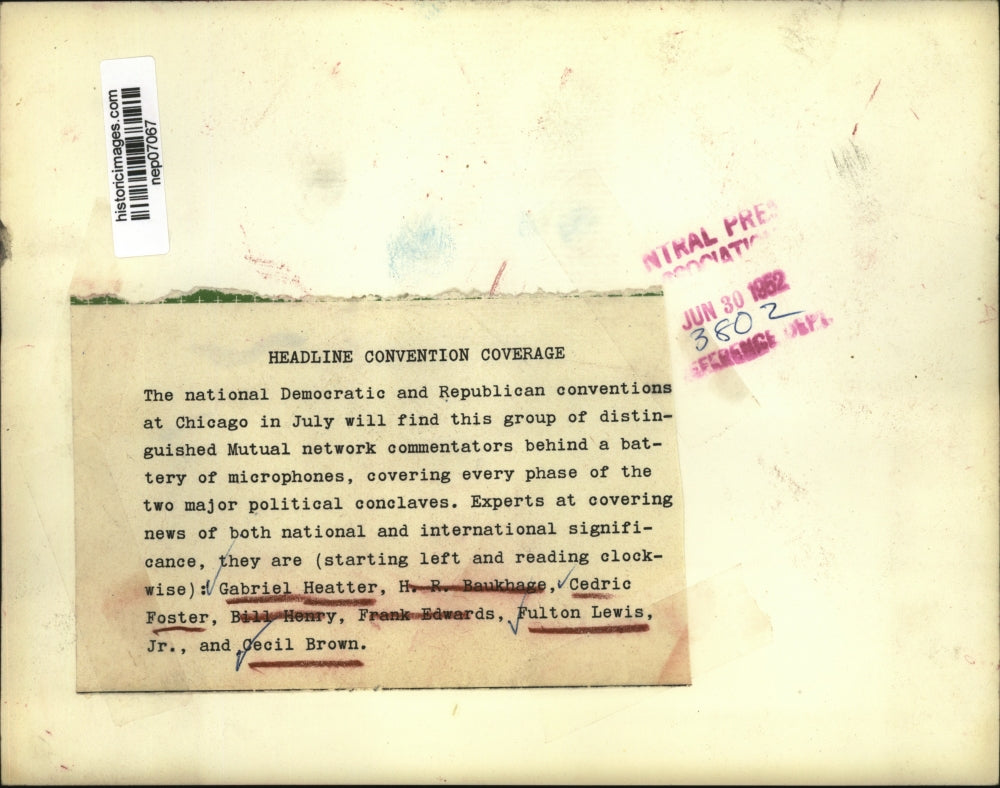 historicimages.com
nep07067
NTRAL PRE
JUN 30 1952
3802
HEADLINE CONVENTION COVERAGE
The national Democratic and Republican conventions
at Chicago in July will find this group of distin-
guished Mutual network commentators behind a bat-
tery of microphones, covering every phase of the
two major political conclaves. Experts at covering
news of both national and international signifi-
cance, they are (starting left and reading clock-
wise): Gabriel Heatter, H. R. Baukhage, Cedric
Foster, Bill Henry, Frank Edwards, Fulton Lewis,
Jr., and Cecil Brown.